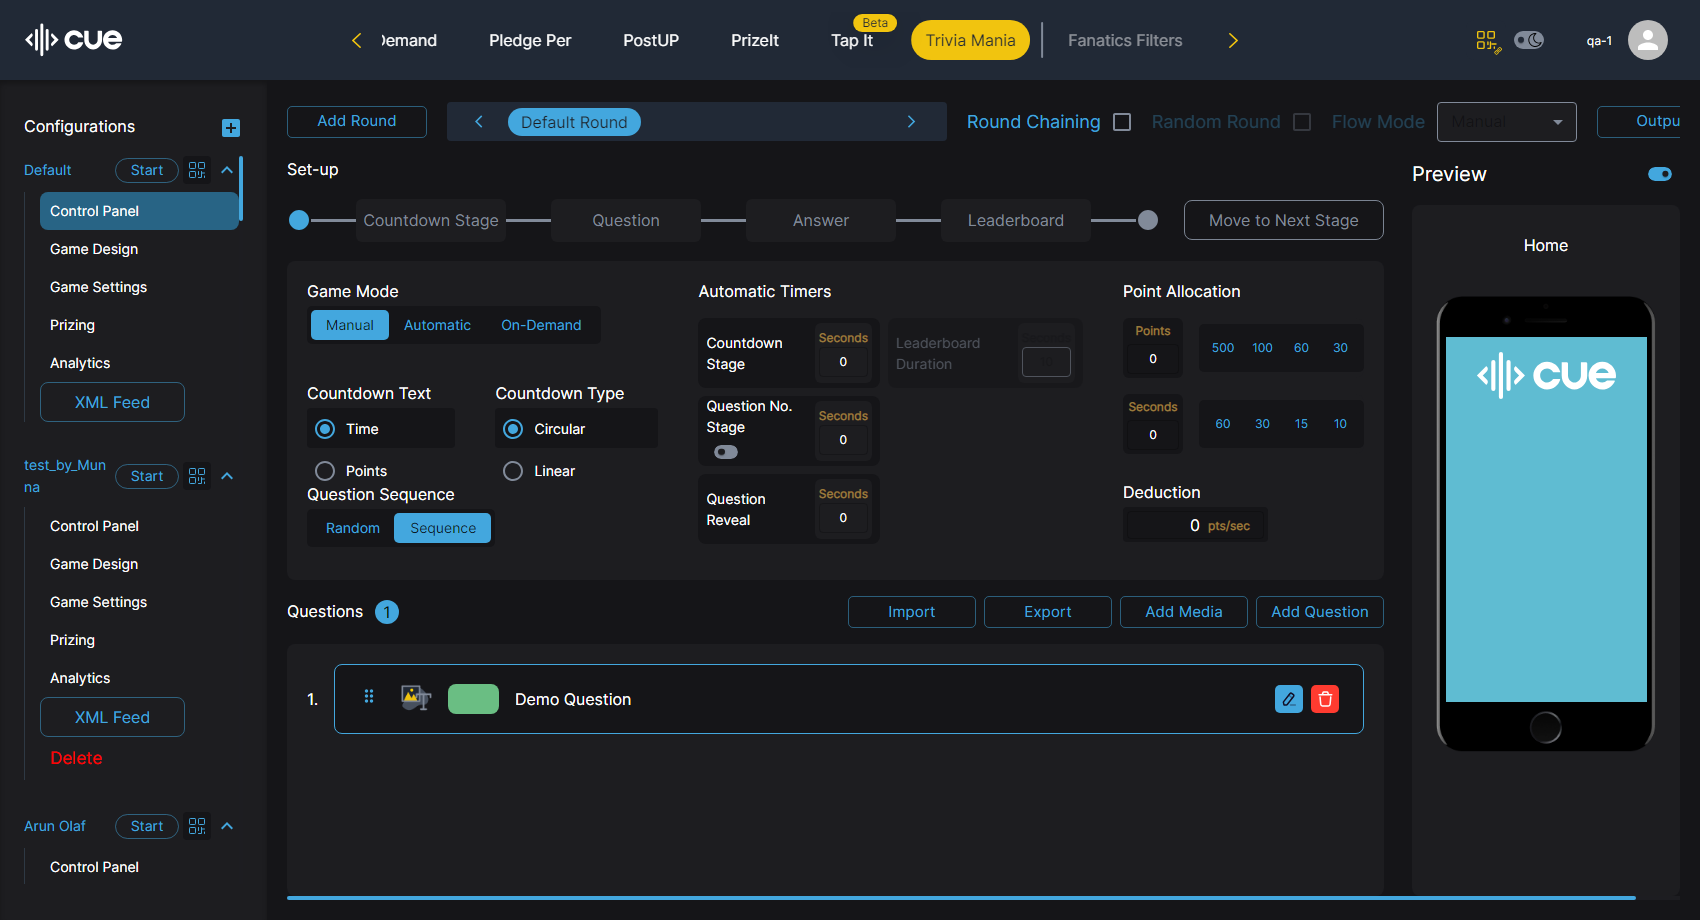 cue
Demand
Pledge Per
PostUP
PrizeIt
Beta
Tap It
Trivia Mania
Fanatics Filters
qa-1
Configurations
Default
Start
Control Panel
Game Design
Game Settings
Prizing
Analytics
XML Feed
test_by_Mun
na
Start
Control Panel
Game Design
Game Settings
Prizing
Analytics
XML Feed
Delete
Arun Olaf
Start
Control Panel
Add Round
Default Round
Round Chaining
Random Round
Flow Mode
Manual
Outpu
Set-up
Countdown Stage
Question
Answer
Leaderboard
Move to Next Stage
Game Mode
Manual
Automatic
On-Demand
Countdown Text
Time
Points
Countdown Type
Circular
Linear
Question Sequence
Random
Sequence
Automatic Timers
Countdown
Stage
Seconds
0
Leaderboard
Duration
Question No.
Stage
Seconds
0
Question
Reveal
Seconds
0
Point Allocation
Points
0
500 100 60 30
Seconds
0
60 30 15 10
Deduction
0 pts/sec
Questions 1
Import
Export
Add Media
Add Question
1.
Demo Question
Preview
Home
cue